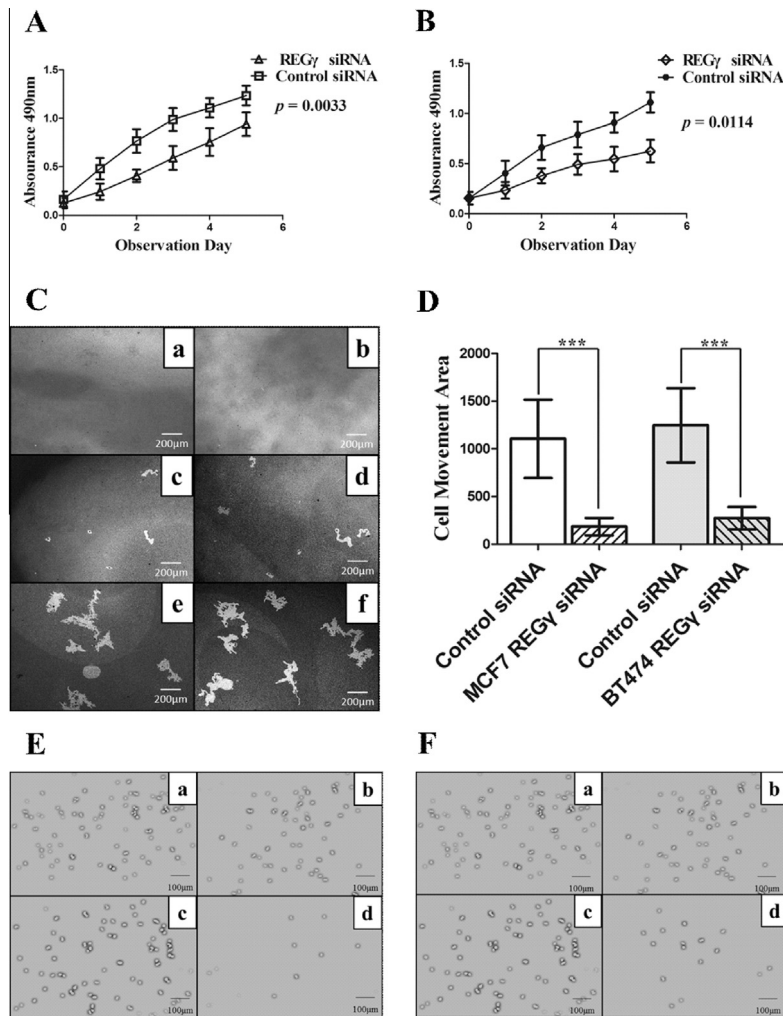 A
REGγ siRNA
Control siRNA
p = 0.0033
Absourance 490nm
1.5
1.0
0.5
0.0
0 2 4 6
Observation Day
B
REGγ siRNA
Control siRNA
p = 0.0114
Absourance 490nm
1.5
1.0
0.5
0.0
0 2 4 6
Observation Day
C
a
200μm
b
200μm
c
200μm
d
200μm
e
200μm
f
200μm
D
***
***
Cell Movement Area
2000
1500
1000
500
0
Control siRNA
MCF7 REGγ siRNA
Control siRNA
BT474 REGγ siRNA
E
a
100μm
b
100μm
c
100μm
d
100μm
F
a
100μm
b
100μm
c
100μm
d
100μm